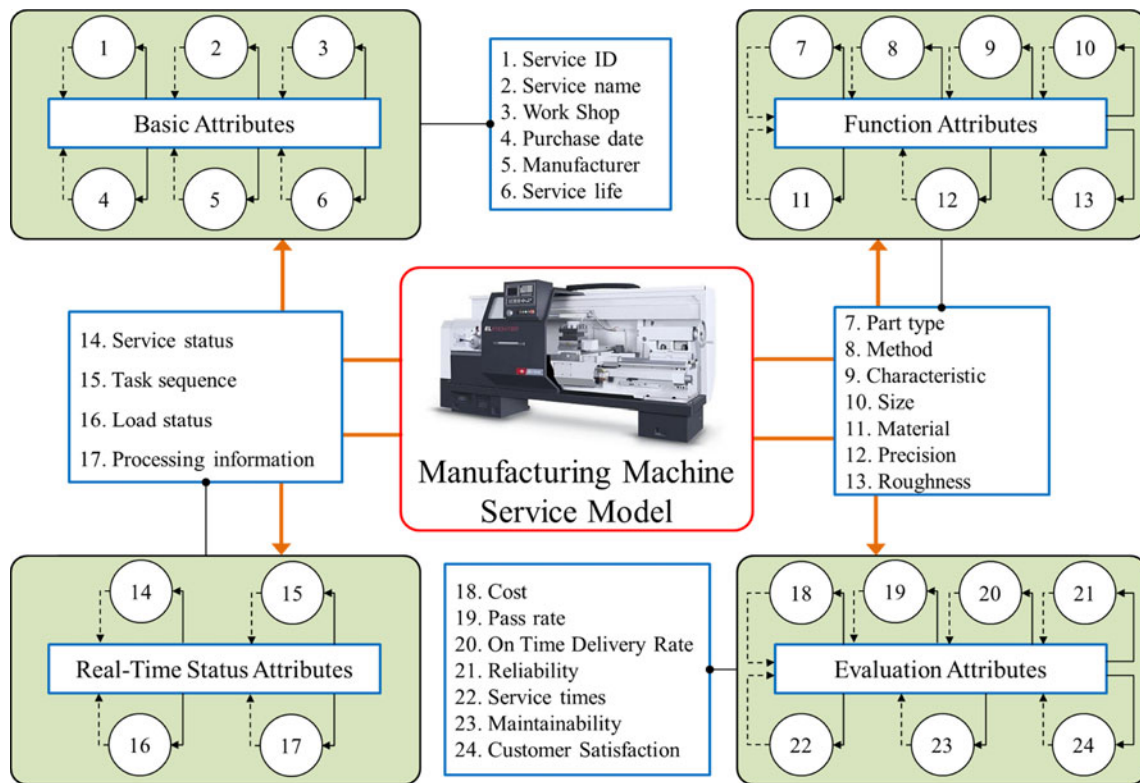 1
2
3
Basic Attributes
4
5
6
1. Service ID
2. Service name
3. Work Shop
4. Purchase date
5. Manufacturer
6. Service life
7
8
9
10
Function Attributes
11
12
13
14. Service status
15. Task sequence
16. Load status
17. Processing information
Manufacturing Machine
Service Model
7. Part type
8. Method
9. Characteristic
10. Size
11. Material
12. Precision
13. Roughness
14
15
Real-Time Status Attributes
16
17
18. Cost
19. Pass rate
20. On Time Delivery Rate
21. Reliability
22. Service times
23. Maintainability
24. Customer Satisfaction
18
19
20
21
Evaluation Attributes
22
23
24